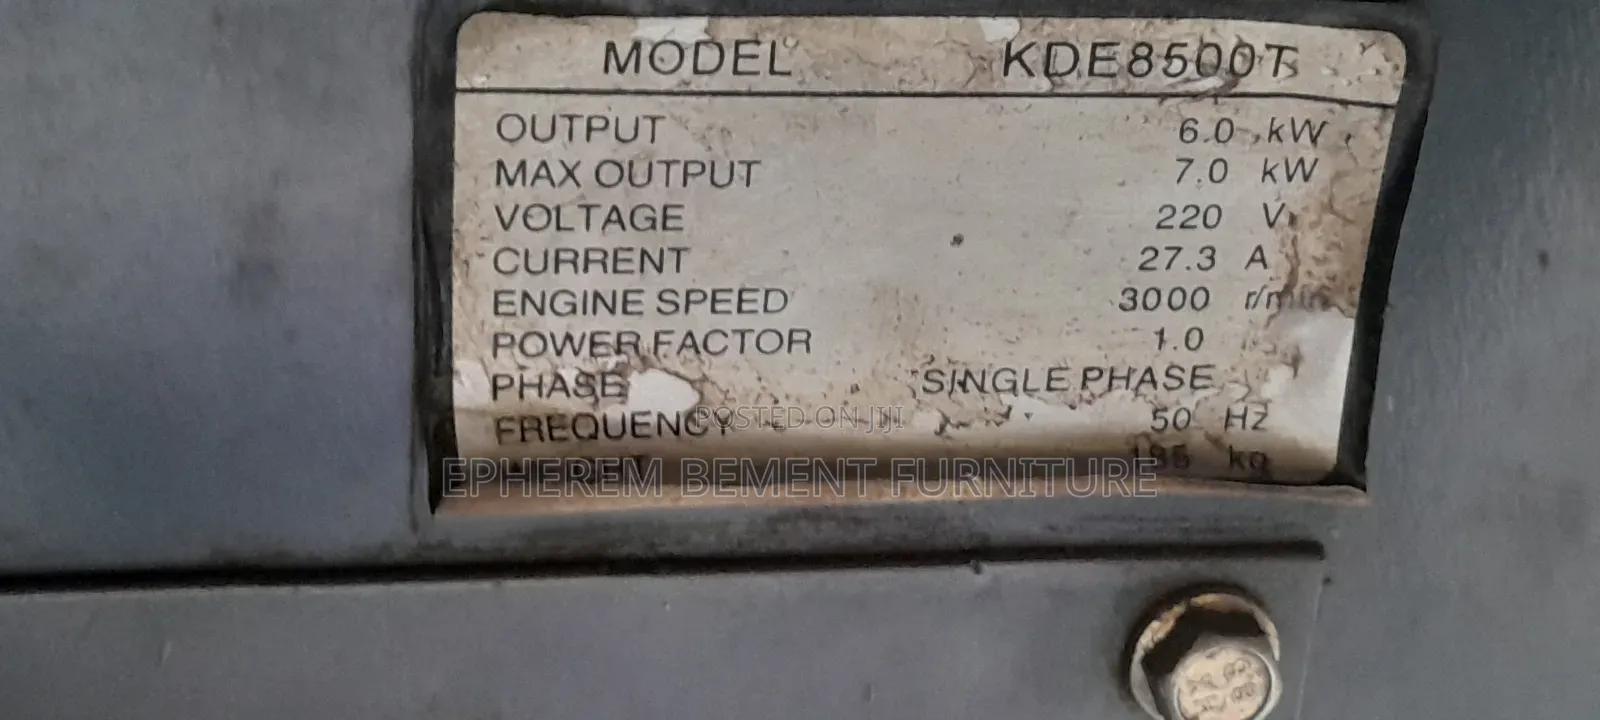 MODEL KDE8500T
OUTPUT 6.0 kW
MAX OUTPUT 7.0 kW
VOLTAGE 220 V
CURRENT 27.3 A
ENGINE SPEED 3000 r/min
POWER FACTOR 1.0
PHASE SINGLE PHASE
FREQUENCY 50 Hz
POSTED ON JIJI
kg
EPHEREM BEMENT FURNITURE